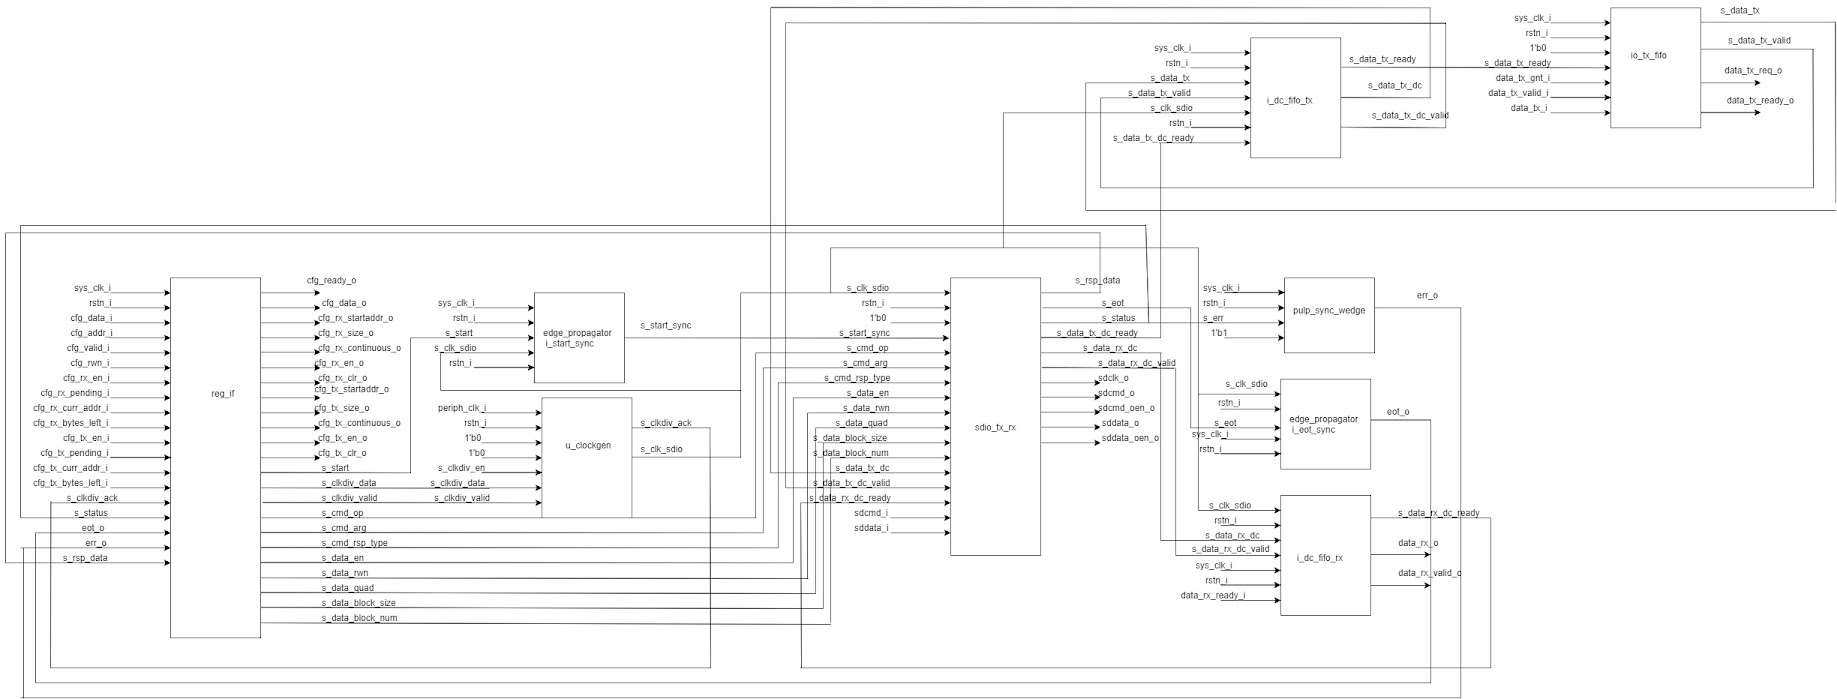 s_data_tx
sys_clk_i
rstn_i
1'b0
s_data_tx_ready
data_tx_gnt_i
data_tx_valid_i
data_tx_i
io_tx_fifo
s_data_tx_valid
data_tx_req_o
data_tx_ready_o
sys_clk_i
rstn_i
s_data_tx
s_data_tx_valid
s_clk_sdio
rstn_i
s_data_tx_dc_ready
i_dc_fifo_tx
s_data_tx_ready
s_data_tx_dc
s_data_tx_dc_valid
sys_clk_i
rstn_i
cfg_data_i
cfg_addr_i
cfg_valid_i
cfg_rwn_i
cfg_rx_en_i
cfg_rx_pending_i
cfg_rx_curr_addr_i
cfg_rx_bytes_left_i
cfg_tx_en_i
cfg_tx_pending_i
cfg_tx_curr_addr_i
cfg_tx_bytes_left_i
s_clkdiv_ack
s_status
eot_o
err_o
s_rsp_data
reg_if
cfg_ready_o
cfg_data_o
cfg_rx_startaddr_o
cfg_rx_size_o
cfg_rx_continuous_o
cfg_rx_en_o
cfg_rx_clr_o
cfg_tx_startaddr_o
cfg_tx_size_o
cfg_tx_continuous_o
cfg_tx_en_o
cfg_tx_clr_o
s_start
s_clkdiv_data
s_clkdiv_valid
s_cmd_op
s_cmd_arg
s_cmd_rsp_type
s_data_en
s_data_rwn
s_data_quad
s_data_block_size
s_data_block_num
sys_clk_i
rstn_i
s_start
s_clk_sdio
rstn_i
edge_propagator
i_start_sync
s_start_sync
periph_clk_i
rstn_i
1'b0
1'b0
s_clkdiv_en
s_clkdiv_data
s_clkdiv_valid
u_clockgen
s_clkdiv_ack
s_clk_sdio
s_clk_sdio
rstn_i
1'b0
s_start_sync
s_cmd_op
s_cmd_arg
s_cmd_rsp_type
s_data_en
s_data_rwn
s_data_quad
s_data_block_size
s_data_block_num
s_data_tx_dc
s_data_tx_dc_valid
s_data_rx_dc_ready
sdcmd_i
sddata_i
sdio_tx_rx
s_rsp_data
s_eot
s_status
s_data_tx_dc_ready
s_data_rx_dc
s_data_rx_dc_valid
sdclk_o
sdcmd_o
sdcmd_oen_o
sddata_o
sddata_oen_o
sys_clk_i
rstn_i
s_err
1'b1
pulp_sync_wedge
err_o
s_clk_sdio
rstn_i
s_eot
sys_clk_i
rstn_i
edge_propagator
i_eot_sync
eot_o
s_clk_sdio
rstn_i
s_data_rx_dc
s_data_rx_dc_valid
sys_clk_i
rstn_i
data_rx_ready_i
i_dc_fifo_rx
s_data_rx_dc_ready
data_rx_o
data_rx_valid_o